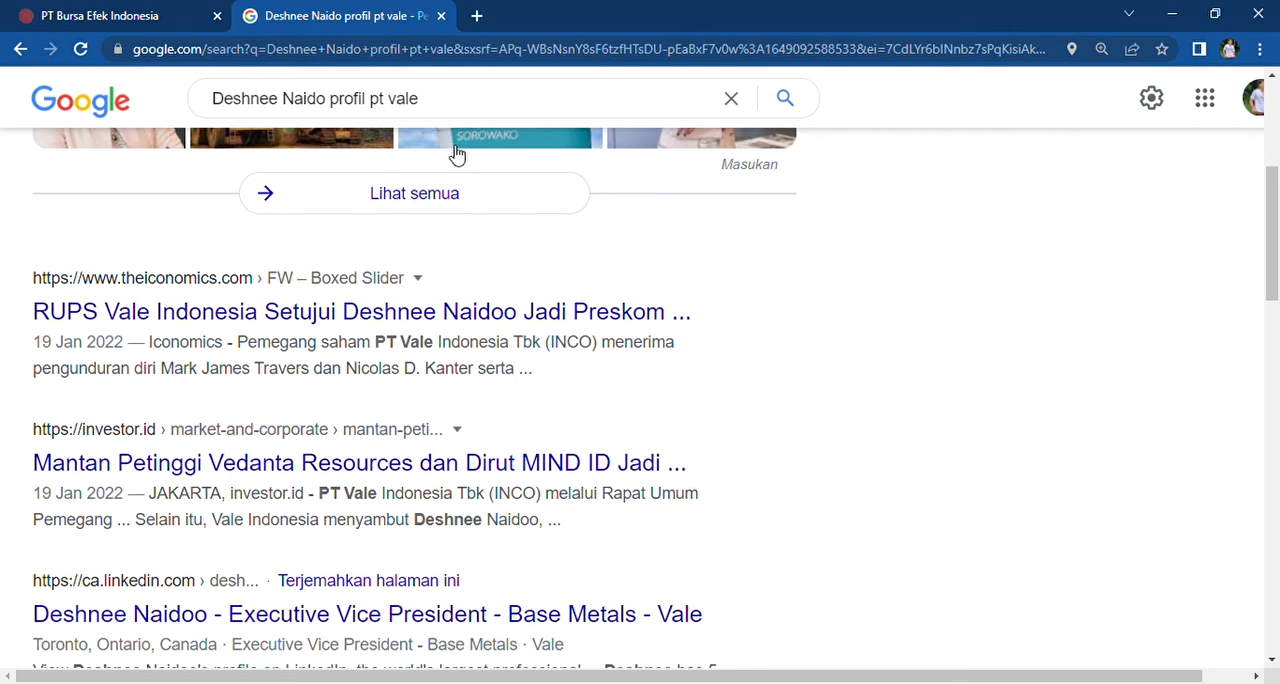 PT Bursa Efek Indonesia
Deshnee Naido profil pt vale - Pe
google.com/search?q=Deshnee+Naido+profil+pt+vale&sxsrf=APq-WBsNsnY8sF6tzfHTsDU-pEaBxF7v0w%3A1649092588533&ei=7CdLYr6bINnbz7sPqKisiAk...
Google
Deshnee Naido profil pt vale
SOROWAKO
Masukan
Lihat semua
https://www.theiconomics.com › FW – Boxed Slider
RUPS Vale Indonesia Setujui Deshnee Naidoo Jadi Preskom ...
19 Jan 2022 — Iconomics - Pemegang saham PT Vale Indonesia Tbk (INCO) menerima
pengunduran diri Mark James Travers dan Nicolas D. Kanter serta ...
https://investor.id › market-and-corporate › mantan-peti...
Mantan Petinggi Vedanta Resources dan Dirut MIND ID Jadi ...
19 Jan 2022 — JAKARTA, investor.id - PT Vale Indonesia Tbk (INCO) melalui Rapat Umum
Pemegang ... Selain itu, Vale Indonesia menyambut Deshnee Naidoo, ...
https://ca.linkedin.com › desh... · Terjemahkan halaman ini
Deshnee Naidoo - Executive Vice President - Base Metals - Vale
Toronto, Ontario, Canada · Executive Vice President - Base Metals · Vale